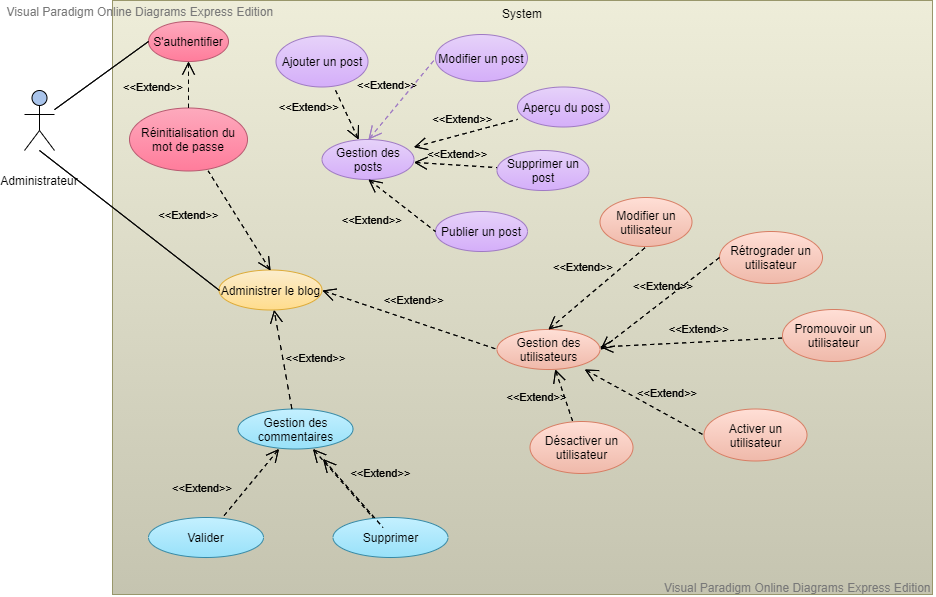 Visual Paradigm Online Diagrams Express Edition
System
S'authentifier
Ajouter un post
Modifier un post
<<Extend>>
<<Extend>>
<<Extend>>
Aperçu du post
<<Extend>>
Réinitialisation du
mot de passe
Gestion des
posts
<<Extend>>
Supprimer un
post
Administrateur
<<Extend>>
<<Extend>>
Publier un post
Modifier un
utilisateur
Rétrograder un
utilisateur
<<Extend>>
<<Extend>>
Administrer le blog
<<Extend>>
<<Extend>>
Promouvoir un
utilisateur
Gestion des
utilisateurs
<<Extend>>
<<Extend>>
<<Extend>>
Gestion des
commentaires
Désactiver un
utilisateur
Activer un
utilisateur
<<Extend>>
<<Extend>>
Valider
Supprimer
Visual Paradigm Online Diagrams Express Edition